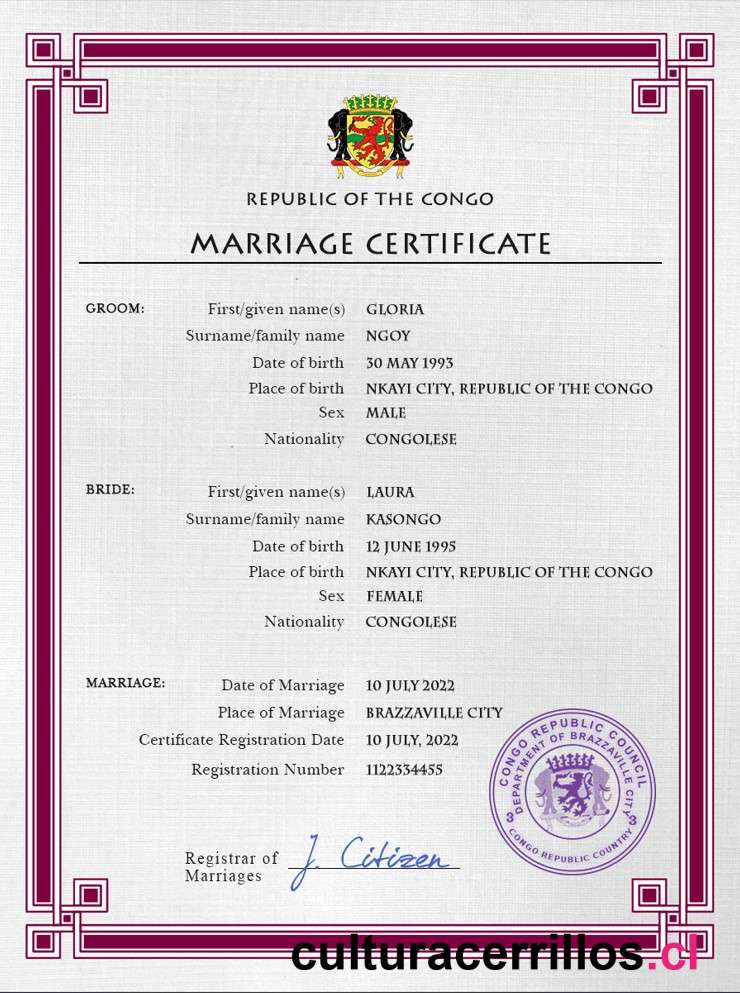 REPUBLIC OF THE CONGO
MARRIAGE CERTIFICATE
GROOM: First/given name(s) GLORIA
Surname/family name NGOY
Date of birth 30 MAY 1993
Place of birth NKAYI CITY, REPUBLIC OF THE CONGO
Sex MALE
Nationality CONGOLESE
BRIDE: First/given name(s) LAURA
Surname/family name KASONGO
Date of birth 12 JUNE 1995
Place of birth NKAYI CITY, REPUBLIC OF THE CONGO
Sex FEMALE
Nationality CONGOLESE
MARRIAGE: Date of Marriage 10 JULY 2022
Place of Marriage BRAZZAVILLE CITY
Certificate Registration Date 10 JULY, 2022
Registration Number 1122334455
CONGO REPUBLIC COUNCIL
DEPARTMENT OF BRAZZAVILLE CITY
3 3
CONGO REPUBLIC COUNTRY
Registrar of J. Citizen
Marriages
culturacerrillos.cl